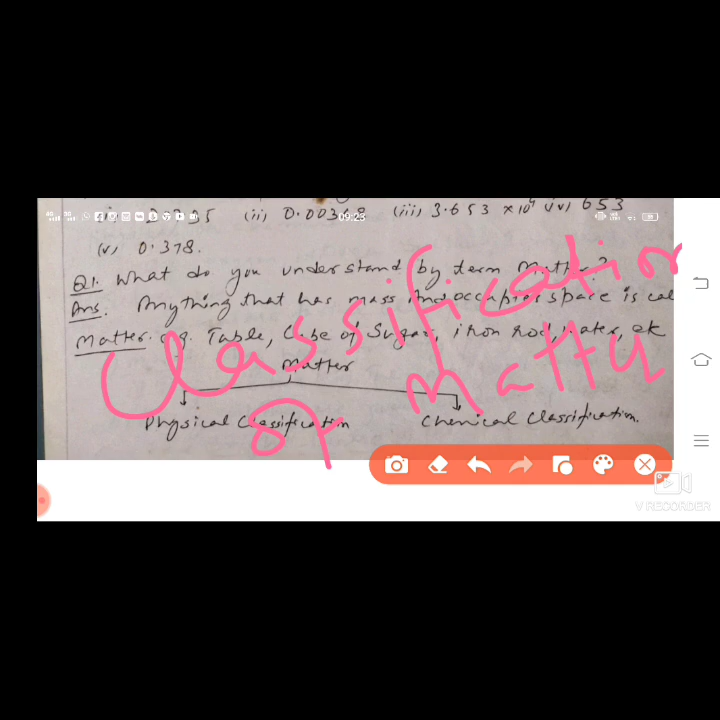 (ii) 0.00368 (iii) 3.653 × 10⁴ (iv) 653
09:23
(v) 0.378.
Q1. What do you understand by term Matter?
Ans. Anything that has mass and occupies space is cal
Matter. e.g. Table, Cube of Sugar, iron rod, water, etc
Matter
Physical Classification Chemical Classification.
Classification
of Matter
V RECORDER